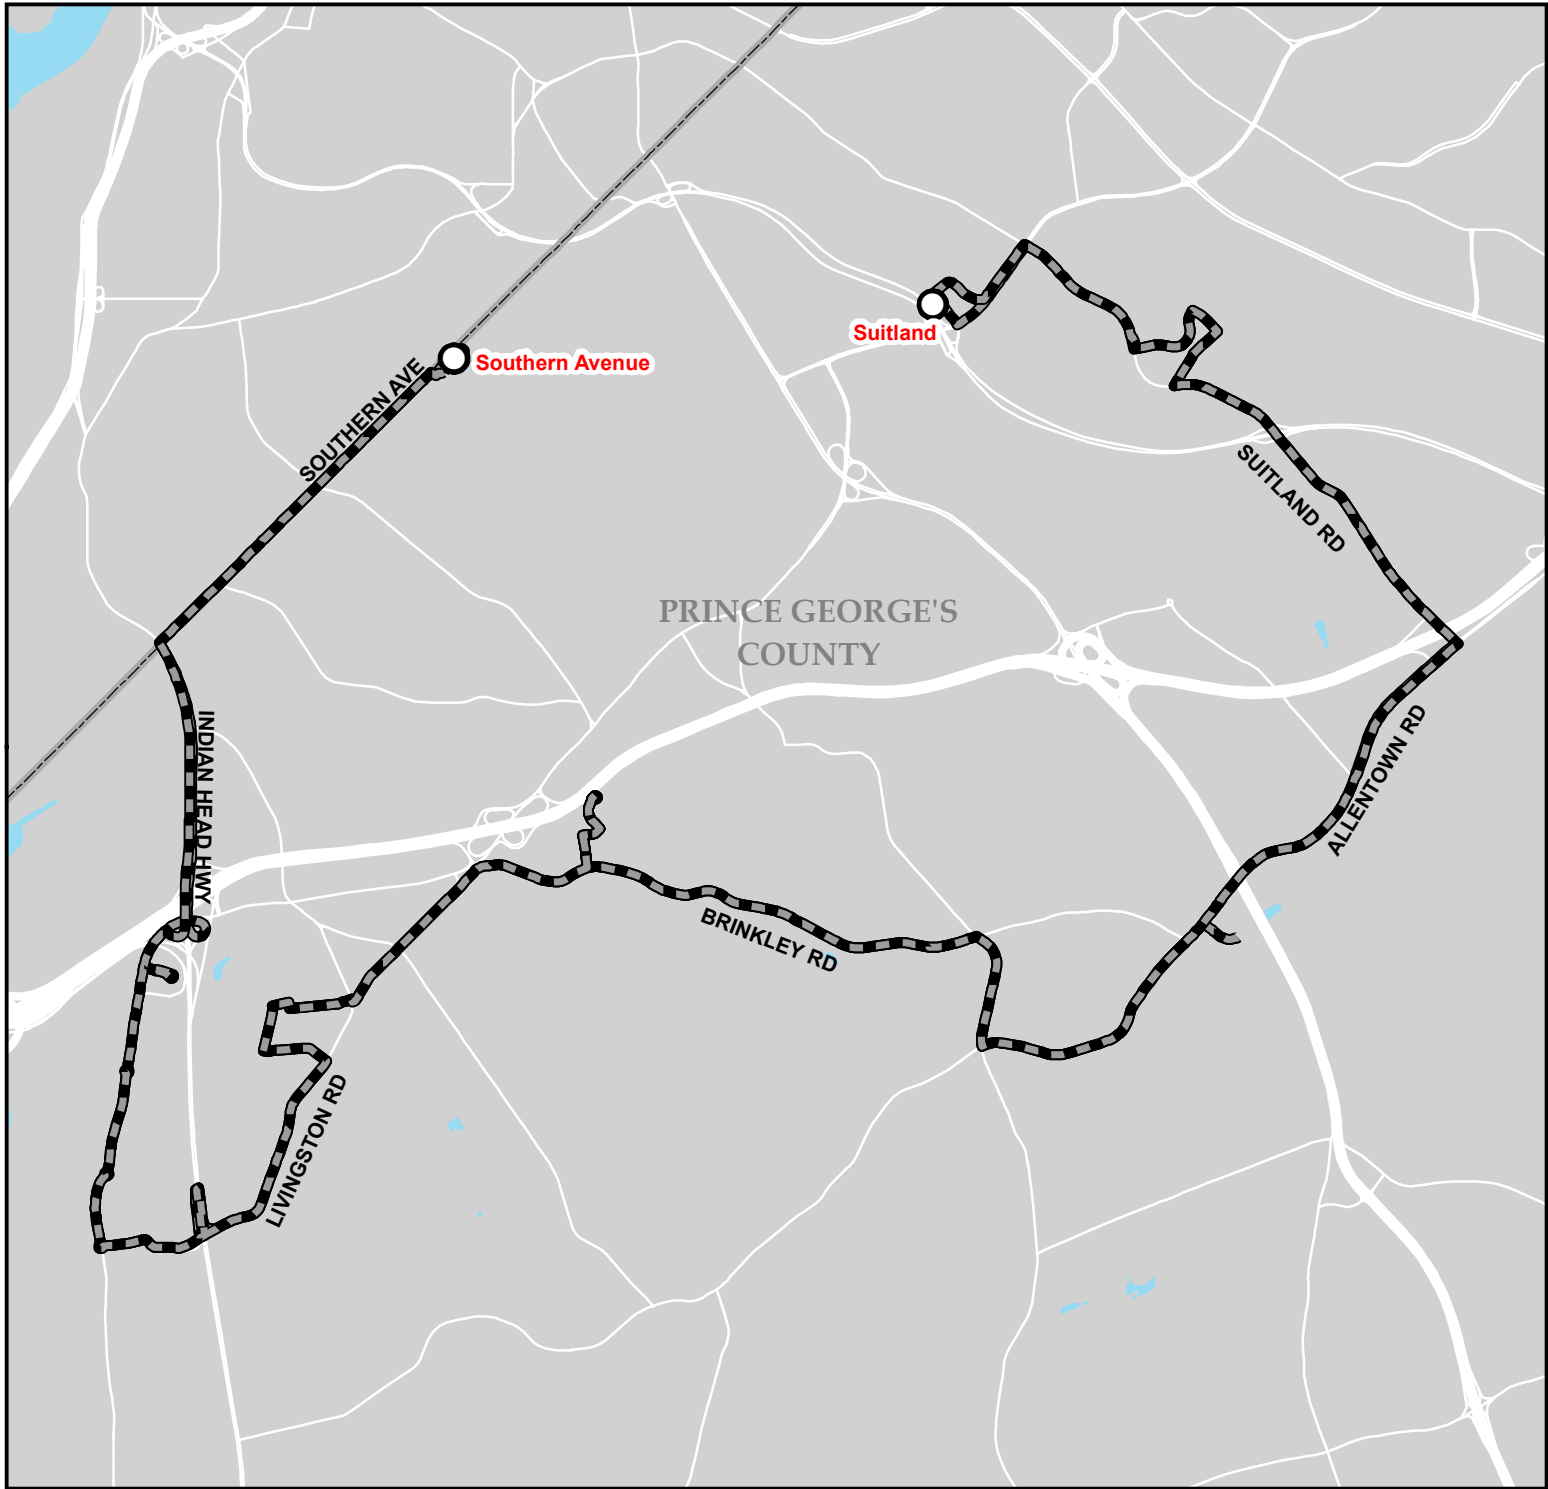 Suitland
Southern Avenue
SOUTHERN AVE
SUITLAND RD
PRINCE GEORGE'S
COUNTY
INDIAN HEAD HWY
ALLENTOWN RD
BRINKLEY RD
LIVINGSTON RD